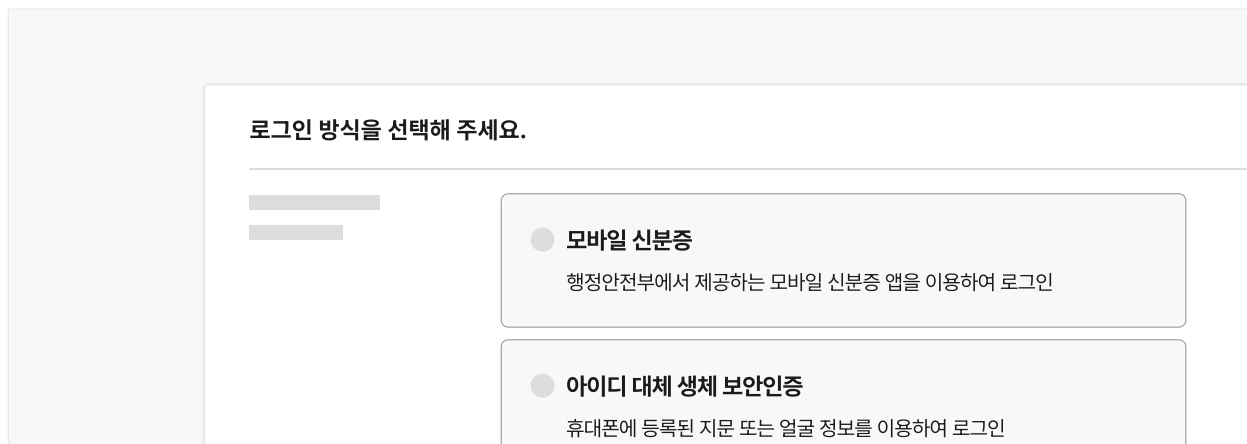 로그인 방식을 선택해 주세요.
모바일 신분증
행정안전부에서 제공하는 모바일 신분증 앱을 이용하여 로그인
아이디 대체 생체 보안인증
휴대폰에 등록된 지문 또는 얼굴 정보를 이용하여 로그인